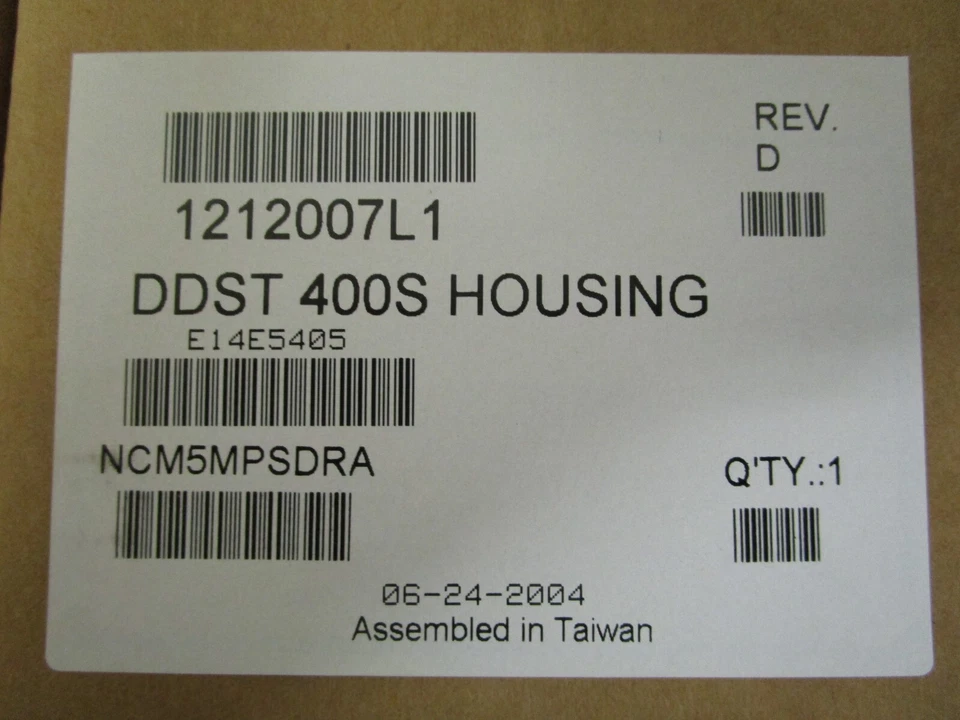 REV.
D
1212007L1
DDST 400S HOUSING
E14E5405
NCM5MPSDRA
Q'TY.:1
06-24-2004
Assembled in Taiwan